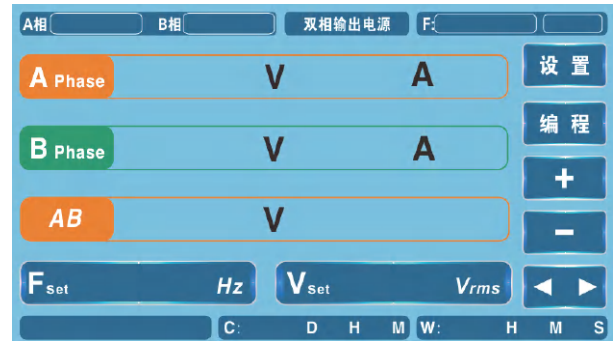 A相 B相 双相输出电源 F:
A Phase V A 设 置
B Phase V A 编 程
+
AB V −
Fset Hz Vset Vrms ◀ ▶
C: D H M W: H M S